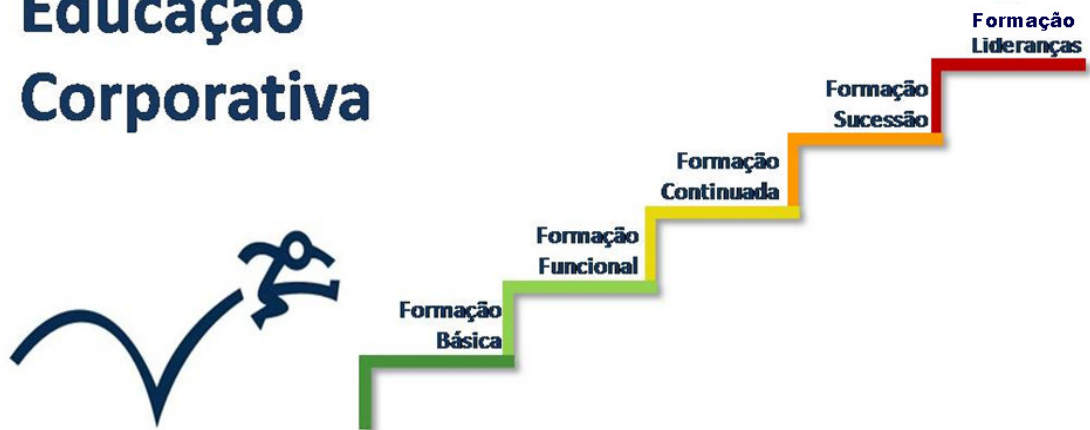 Educação
Corporativa
Formação
Lideranças
Formação
Sucessão
Formação
Continuada
Formação
Funcional
Formação
Básica